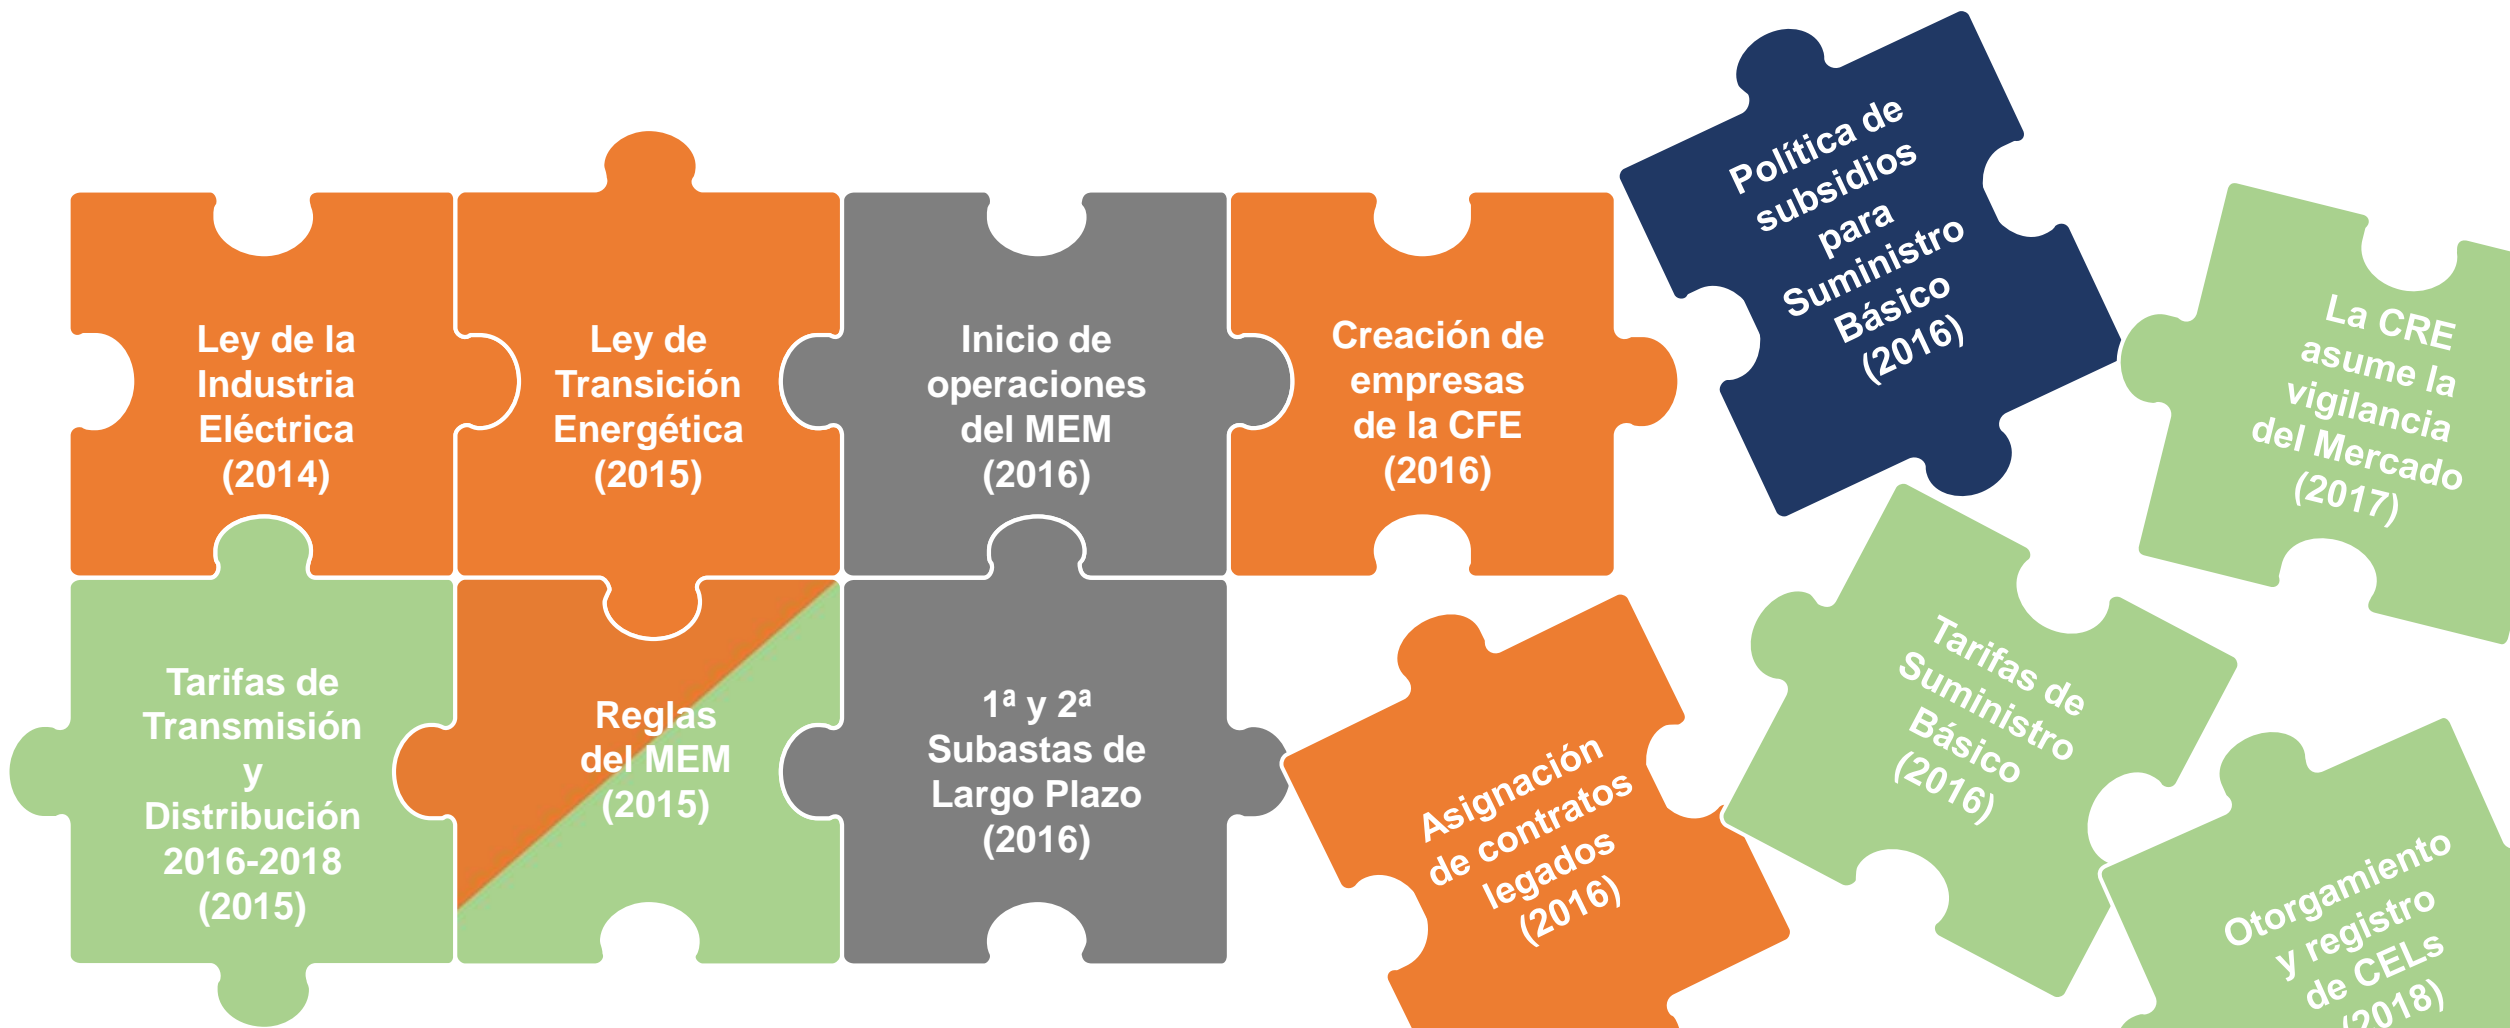 Ley de la
Industria
Eléctrica
(2014)
Ley de
Transición
Energética
(2015)
Inicio de
operaciones
del MEM
(2016)
Creación de
empresas
de la CFE
(2016)
Política de
subsidios
para
Suministro
Básico
(2016)
La CRE
asume la
vigilancia
del Mercado
(2017)
Tarifas de
Transmisión
y
Distribución
2016-2018
(2015)
Reglas
del MEM
(2015)
1ª y 2ª
Subastas de
Largo Plazo
(2016)
Asignación
de contratos
legados
(2016)
Tarifas de
Suministro
Básico
(2016)
Otorgamiento
y registro
de CELs
(2018)